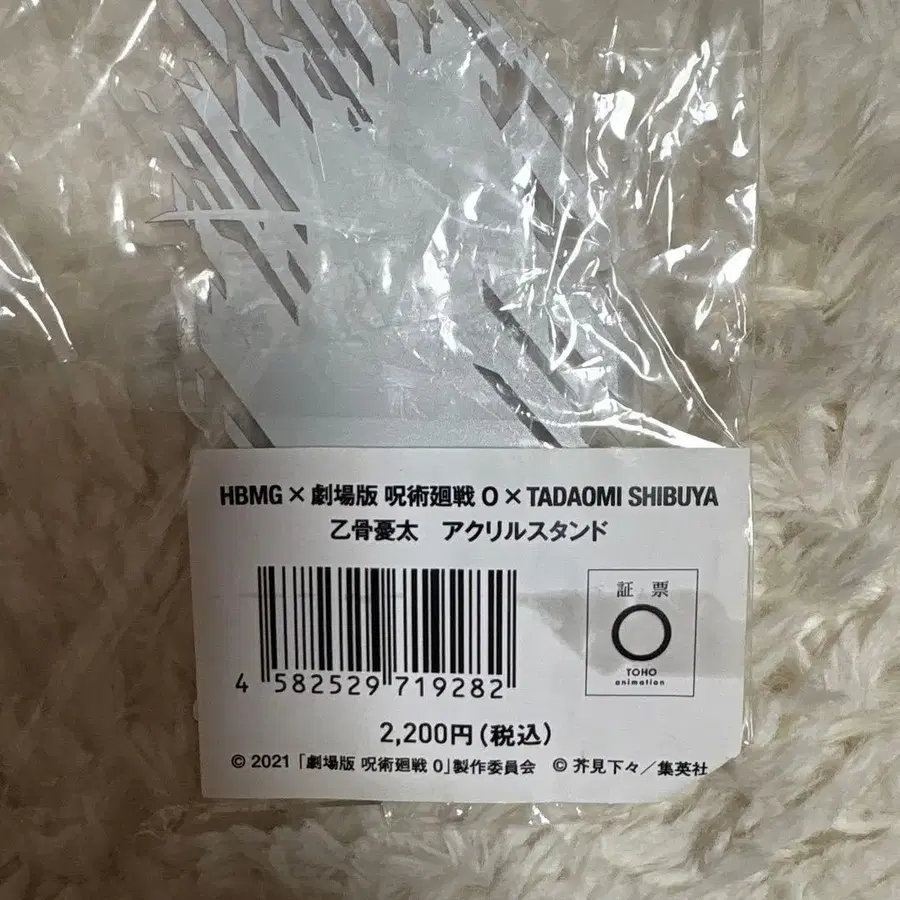 HBMG × 劇場版 呪術廻戦 0 × TADAOMI SHIBUYA
乙骨憂太　アクリルスタンド
証 票
TOHO
animation
4 582529 719282
2,200円(税込)
© 2021「劇場版 呪術廻戦 0」製作委員会　© 芥見下々／集英社